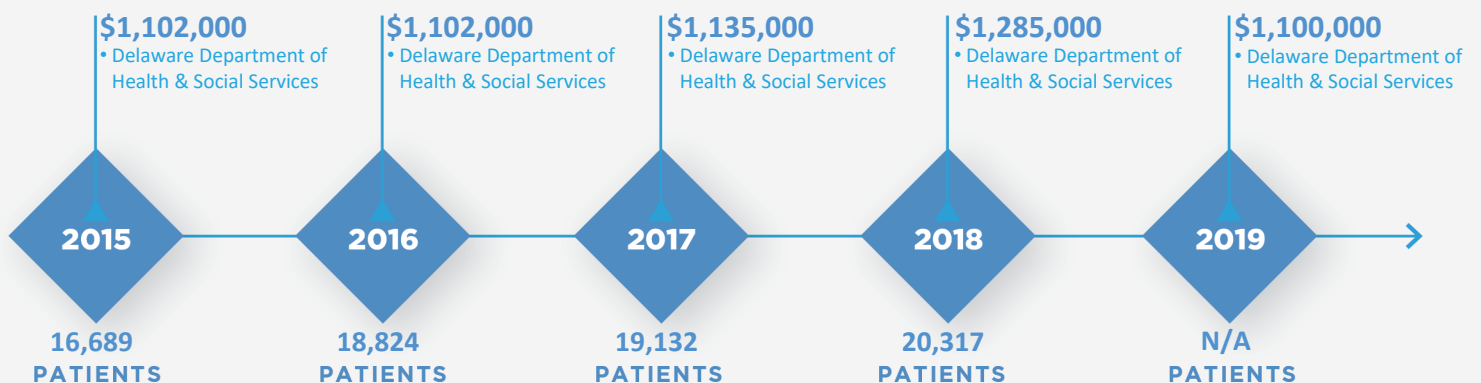 $1,102,000
• Delaware Department of
Health & Social Services
$1,102,000
• Delaware Department of
Health & Social Services
$1,135,000
• Delaware Department of
Health & Social Services
$1,285,000
• Delaware Department of
Health & Social Services
$1,100,000
• Delaware Department of
Health & Social Services
2015
2016
2017
2018
2019
16,689
PATIENTS
18,824
PATIENTS
19,132
PATIENTS
20,317
PATIENTS
N/A
PATIENTS